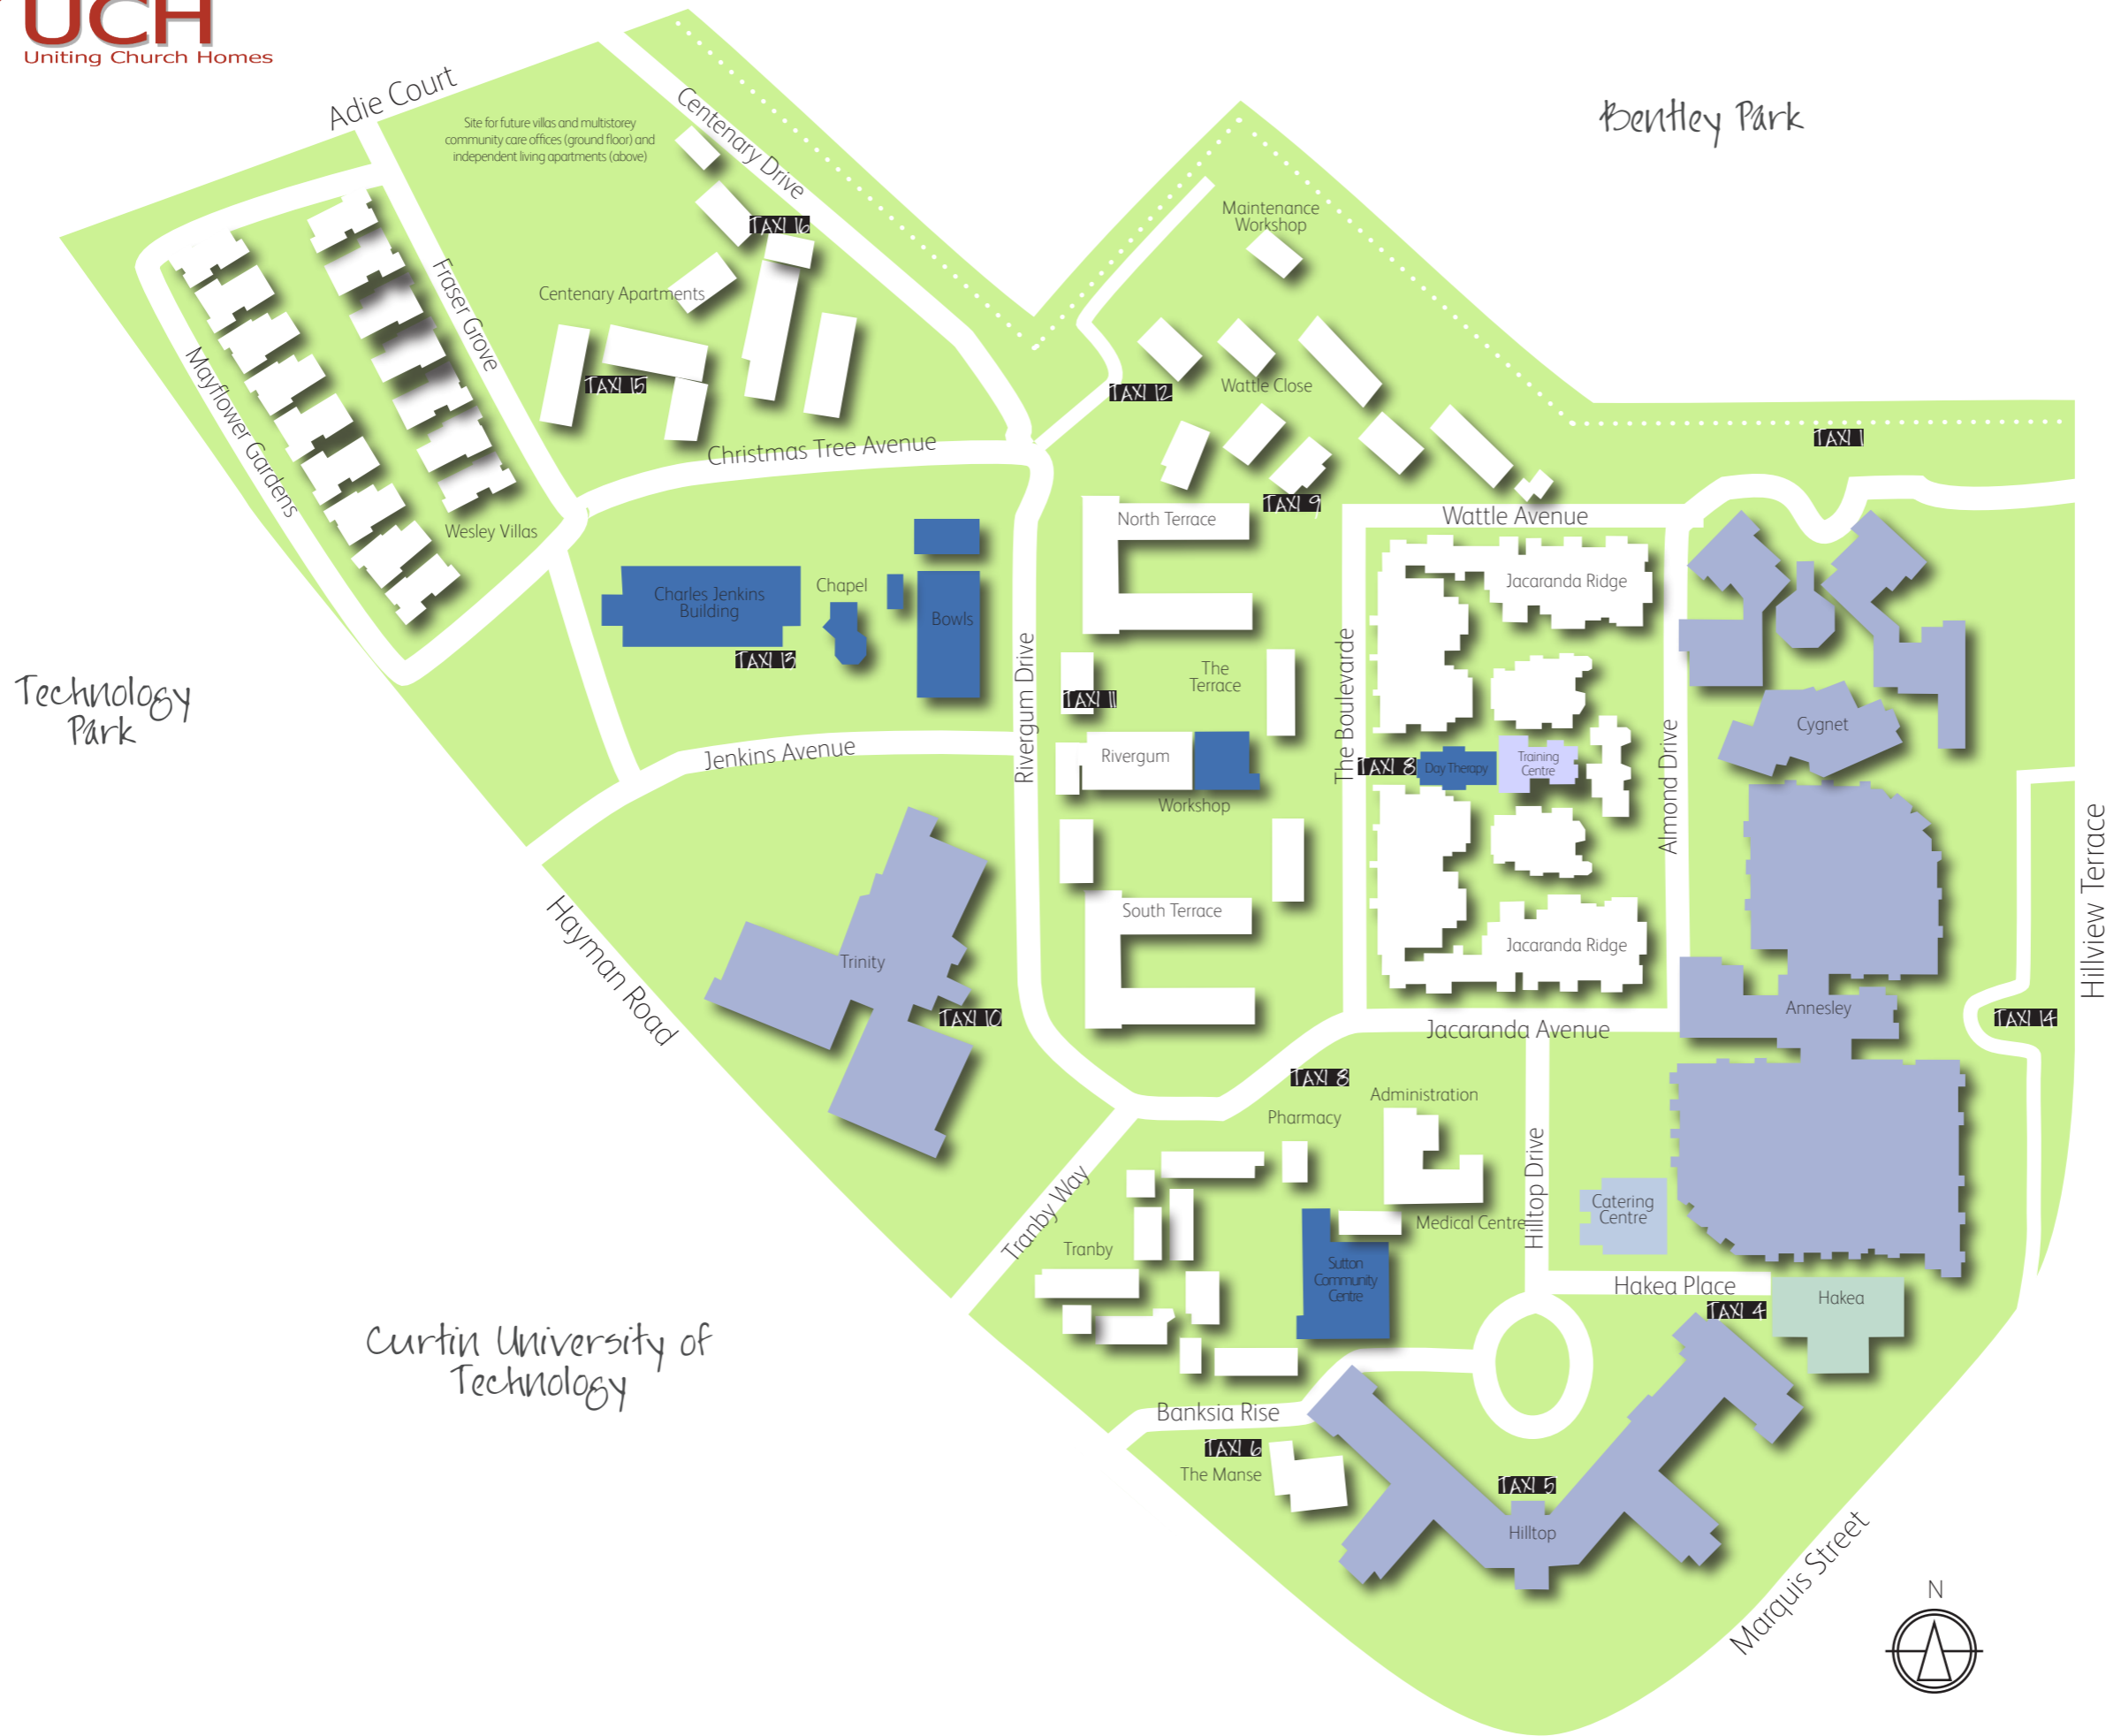 UCH
Uniting Church Homes
Adie Court
Site for future villas and multistorey
community care offices (ground floor) and
independent living apartments (above)
Centenary Drive
Bentley Park
TAXI 16
Maintenance
Workshop
Fraser Grove
Centenary Apartments
Mayflower Gardens
TAXI 15
TAXI 12
Wattle Close
Christmas Tree Avenue
TAXI 1
TAXI 9
Wesley Villas
North Terrace
Wattle Avenue
Charles Jenkins
Building
Chapel
Bowls
Jacaranda Ridge
TAXI 13
Technology
Park
Rivergum Drive
TAXI 11
The
Terrace
The Boulevarde
Almond Drive
Cygnet
Jenkins Avenue
Rivergum
Workshop
TAXI 8
Day Therapy
Training
Centre
Hillview Terrace
Hayman Road
Trinity
South Terrace
Jacaranda Ridge
TAXI 10
Annesley
TAXI 14
Jacaranda Avenue
TAXI 8
Administration
Pharmacy
Tranby Way
Tranby
Hilltop Drive
Catering
Centre
Medical Centre
Sutton
Community
Centre
Hakea Place
Hakea
TAXI 4
Curtin University of
Technology
Banksia Rise
TAXI 6
The Manse
TAXI 5
Hilltop
Marquis Street
N